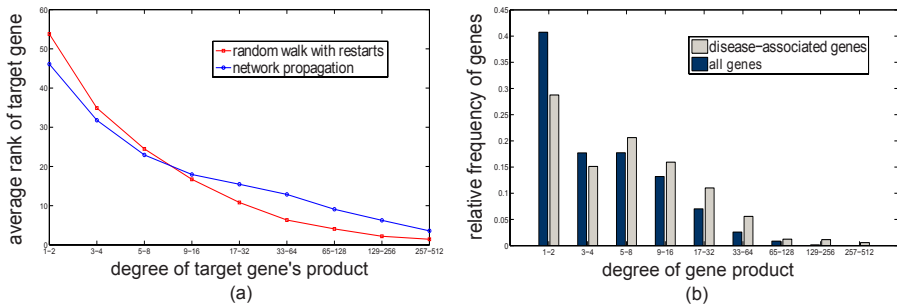 60
50
40
30
20
10
0
average rank of target gene
random walk with restarts
network propagation
1−2 3−4 5−8 9−16 17−32 33−64 65−128 129−256 257−512
degree of target gene's product
(a)
0.45
0.4
0.35
0.3
0.25
0.2
0.15
0.1
0.05
0
relative frequency of genes
disease-associated genes
all genes
1−2 3−4 5−8 9−16 17−32 33−64 65−128 129−256 257−512
degree of gene product
(b)